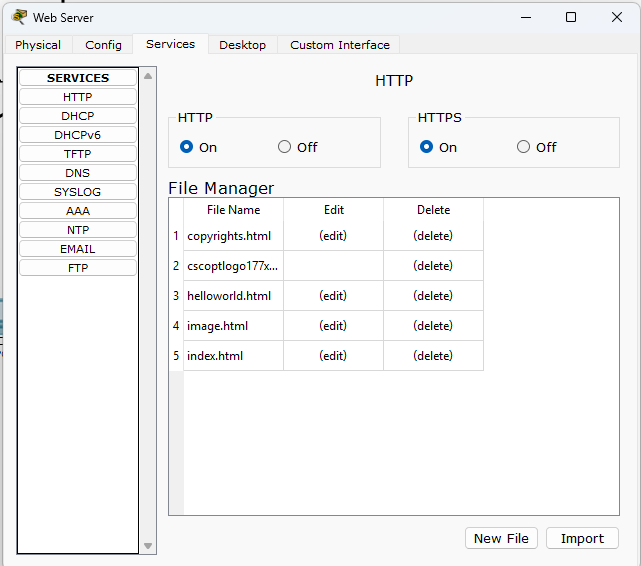 Web Server
Physical Config Services Desktop Custom Interface
SERVICES
HTTP
DHCP
DHCPv6
TFTP
DNS
SYSLOG
AAA
NTP
EMAIL
FTP
HTTP
HTTP
On Off
HTTPS
On Off
File Manager
File Name Edit Delete
1 copyrights.html (edit) (delete)
2 cscoptlogo177x... (delete)
3 helloworld.html (edit) (delete)
4 image.html (edit) (delete)
5 index.html (edit) (delete)
New File Import